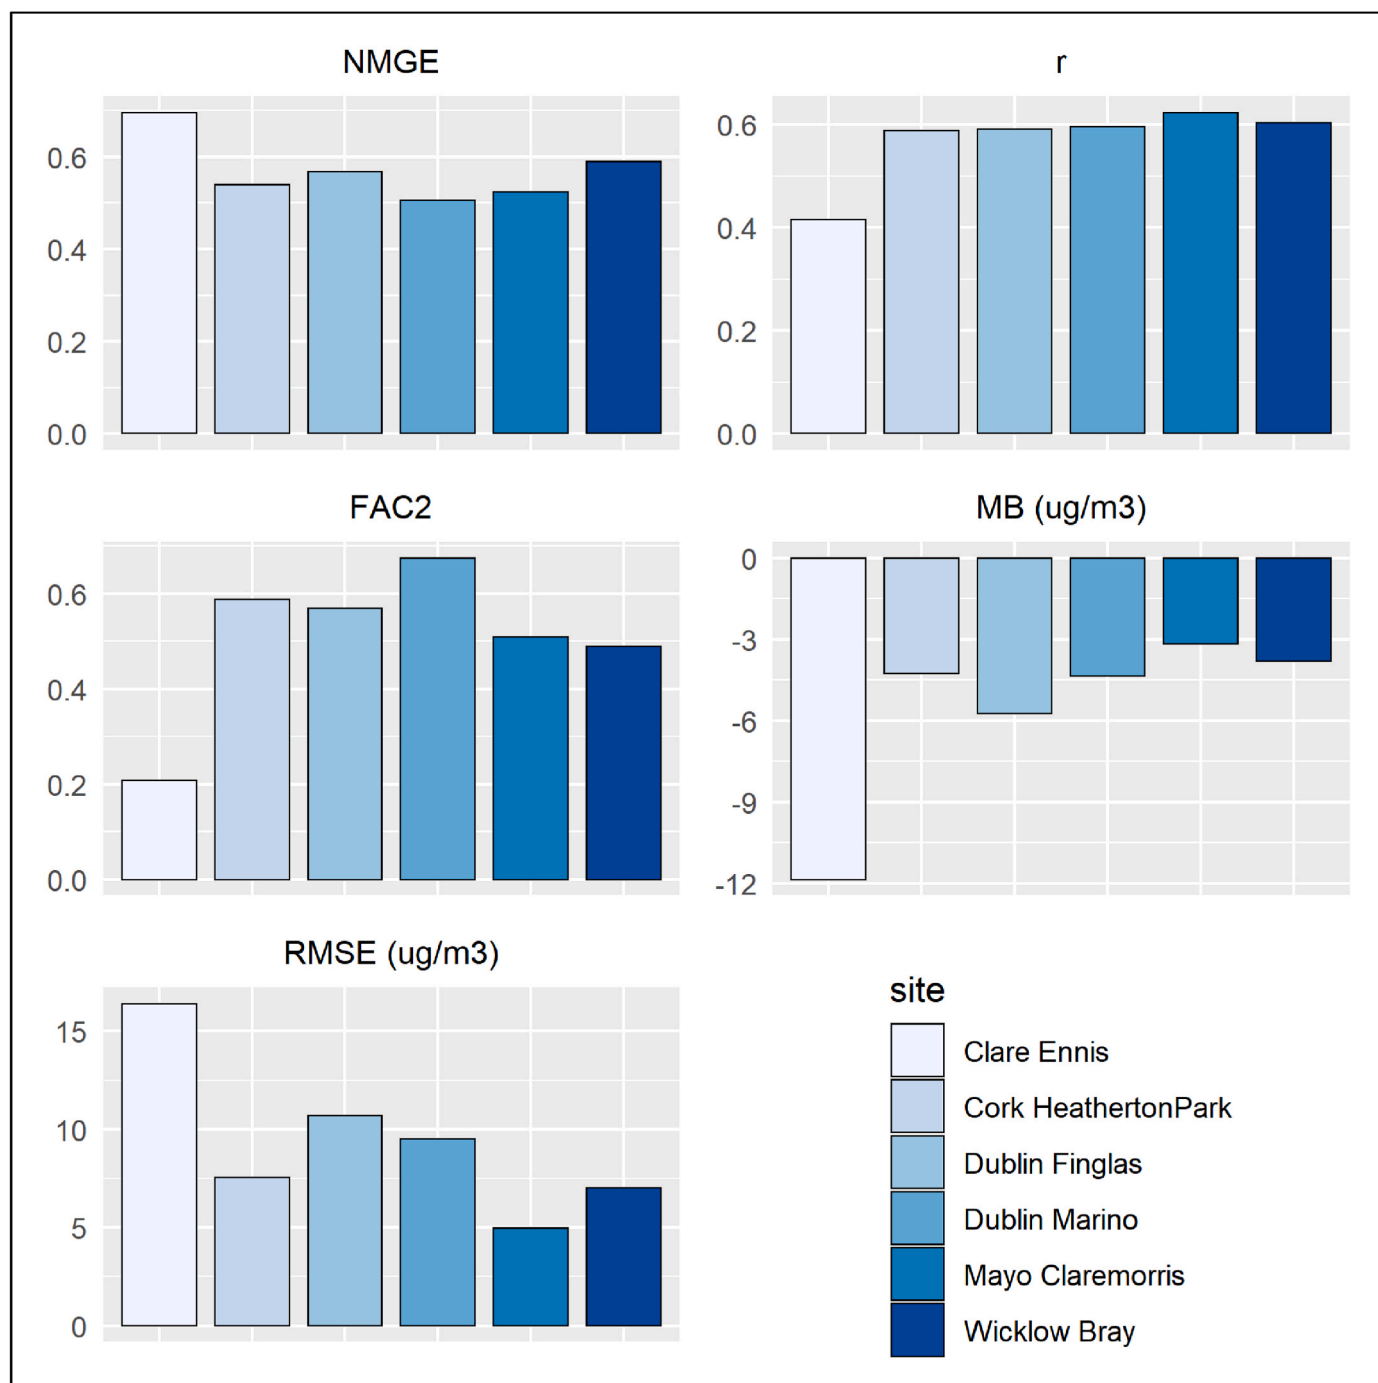 NMGE
0.6
0.4
0.2
0.0
r
0.6
0.4
0.2
0.0
FAC2
0.6
0.4
0.2
0.0
MB (ug/m3)
0
-3
-6
-9
-12
RMSE (ug/m3)
15
10
5
0
site
Clare Ennis
Cork HeathertonPark
Dublin Finglas
Dublin Marino
Mayo Claremorris
Wicklow Bray